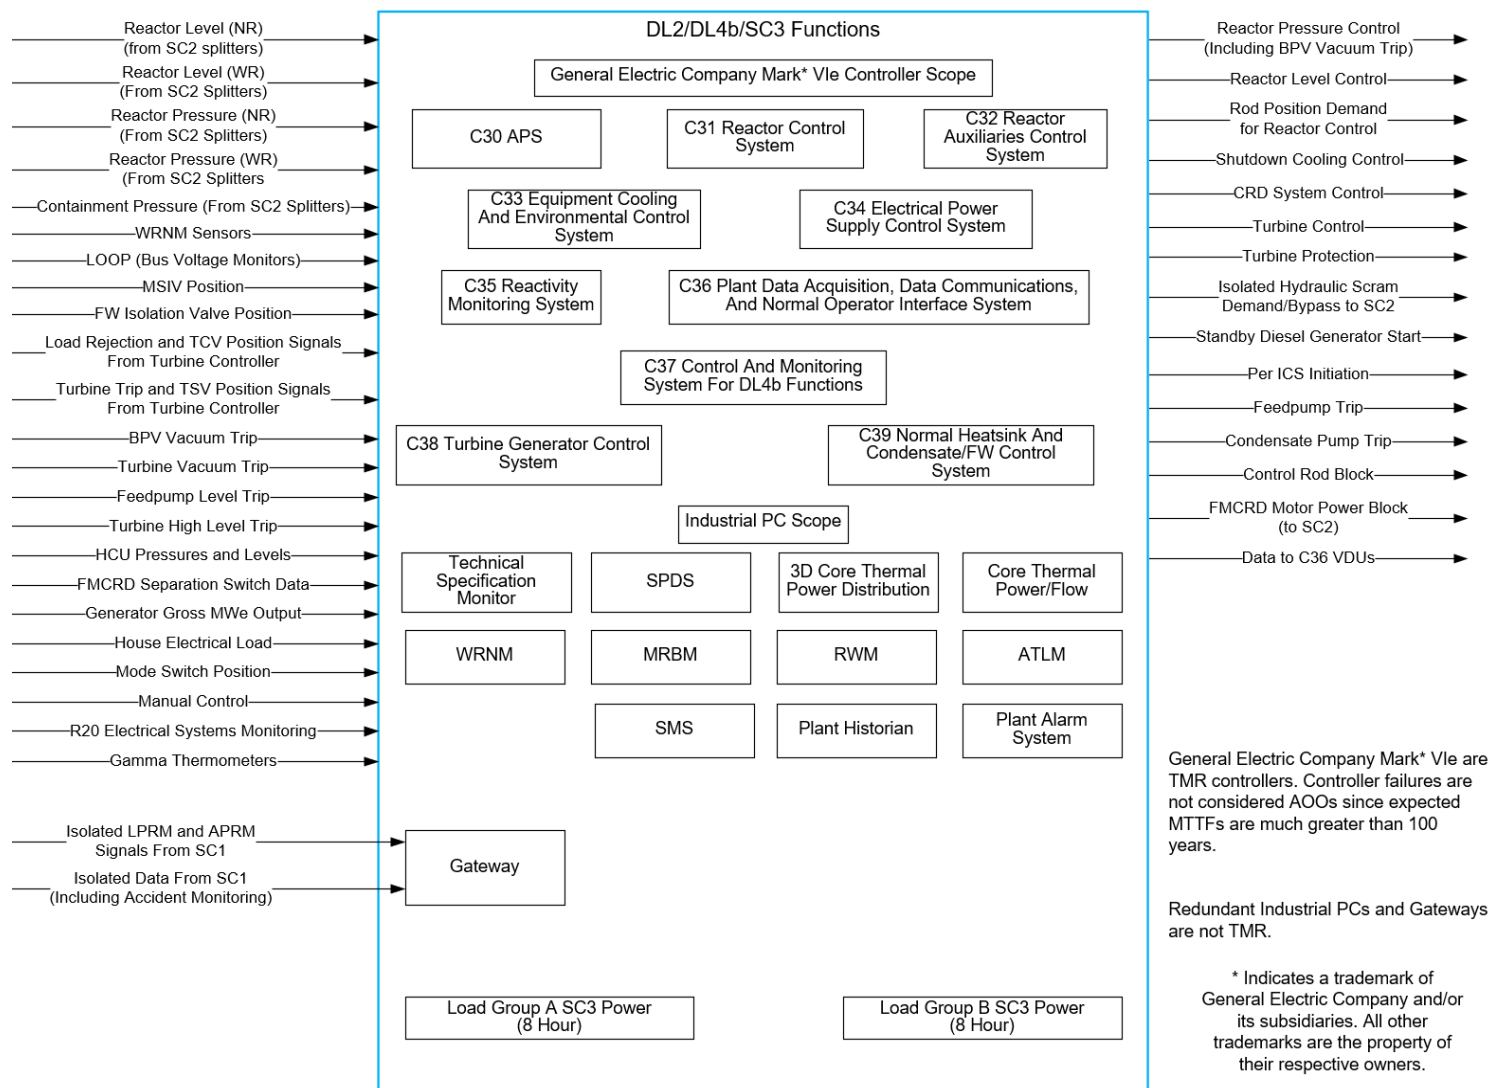 Reactor Level (NR)
(from SC2 splitters)
Reactor Level (WR)
(From SC2 Splitters)
Reactor Pressure (NR)
(From SC2 Splitters)
Reactor Pressure (WR)
(From SC2 Splitters
Containment Pressure (From SC2 Splitters)
WRNM Sensors
LOOP (Bus Voltage Monitors)
MSIV Position
FW Isolation Valve Position
Load Rejection and TCV Position Signals
From Turbine Controller
Turbine Trip and TSV Position Signals
From Turbine Controller
BPV Vacuum Trip
Turbine Vacuum Trip
Feedpump Level Trip
Turbine High Level Trip
HCU Pressures and Levels
FMCRD Separation Switch Data
Generator Gross MWe Output
House Electrical Load
Mode Switch Position
Manual Control
R20 Electrical Systems Monitoring
Gamma Thermometers
Isolated LPRM and APRM
Signals From SC1
Isolated Data From SC1
(Including Accident Monitoring)
DL2/DL4b/SC3 Functions
General Electric Company Mark* VIe Controller Scope
C30 APS
C31 Reactor Control
System
C32 Reactor
Auxiliaries Control
System
C33 Equipment Cooling
And Environmental Control
System
C34 Electrical Power
Supply Control System
C35 Reactivity
Monitoring System
C36 Plant Data Acquisition, Data Communications,
And Normal Operator Interface System
C37 Control And Monitoring
System For DL4b Functions
C38 Turbine Generator Control
System
C39 Normal Heatsink And
Condensate/FW Control
System
Industrial PC Scope
Technical
Specification
Monitor
SPDS
3D Core Thermal
Power Distribution
Core Thermal
Power/Flow
WRNM
MRBM
RWM
ATLM
SMS
Plant Historian
Plant Alarm
System
Gateway
Load Group A SC3 Power
(8 Hour)
Load Group B SC3 Power
(8 Hour)
Reactor Pressure Control
(Including BPV Vacuum Trip)
Reactor Level Control
Rod Position Demand
for Reactor Control
Shutdown Cooling Control
CRD System Control
Turbine Control
Turbine Protection
Isolated Hydraulic Scram
Demand/Bypass to SC2
Standby Diesel Generator Start
Per ICS Initiation
Feedpump Trip
Condensate Pump Trip
Control Rod Block
FMCRD Motor Power Block
(to SC2)
Data to C36 VDUs
General Electric Company Mark* VIe are
TMR controllers. Controller failures are
not considered AOOs since expected
MTTFs are much greater than 100
years.
Redundant Industrial PCs and Gateways
are not TMR.
* Indicates a trademark of
General Electric Company and/or
its subsidiaries. All other
trademarks are the property of
their respective owners.